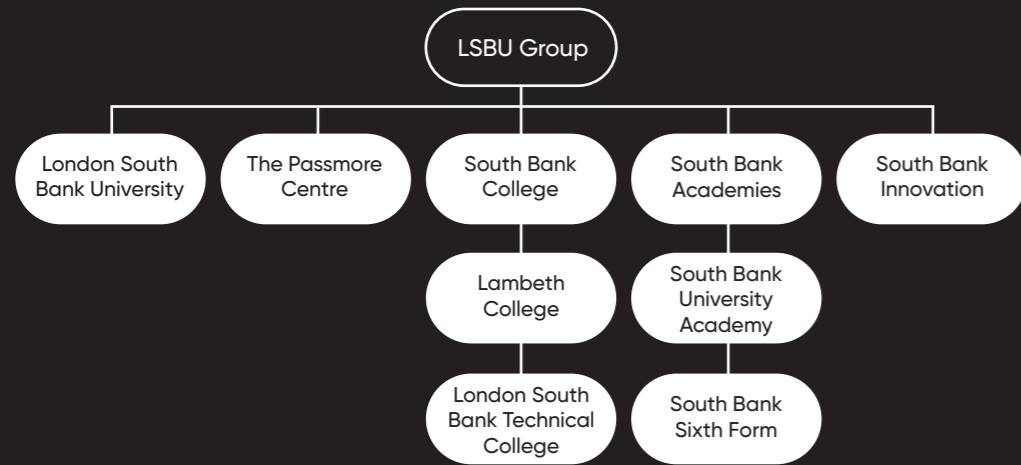 LSBU Group
London South
Bank University
The Passmore
Centre
South Bank
College
South Bank
Academies
South Bank
Innovation
Lambeth
College
South Bank
University
Academy
London South
Bank Technical
College
South Bank
Sixth Form